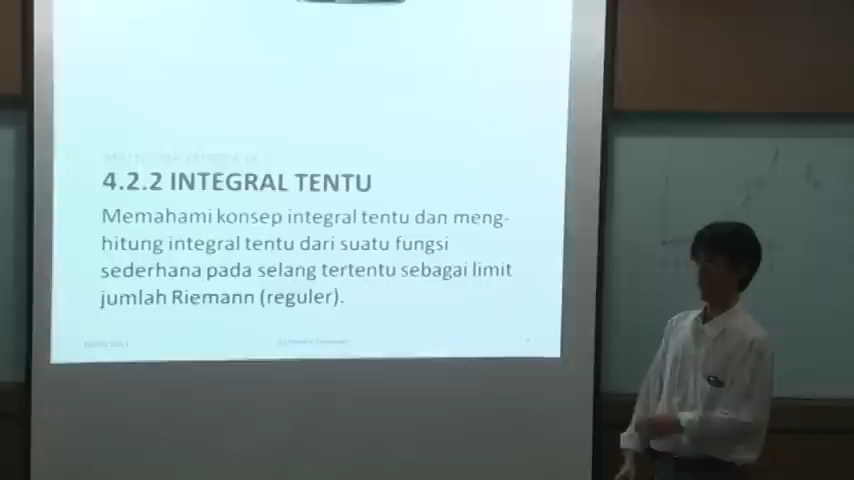 4.2.2 INTEGRAL TENTU
Memahami konsep integral tentu dan meng-
hitung integral tentu dari suatu fungsi
sederhana pada selang tertentu sebagai limit
jumlah Riemann (reguler).